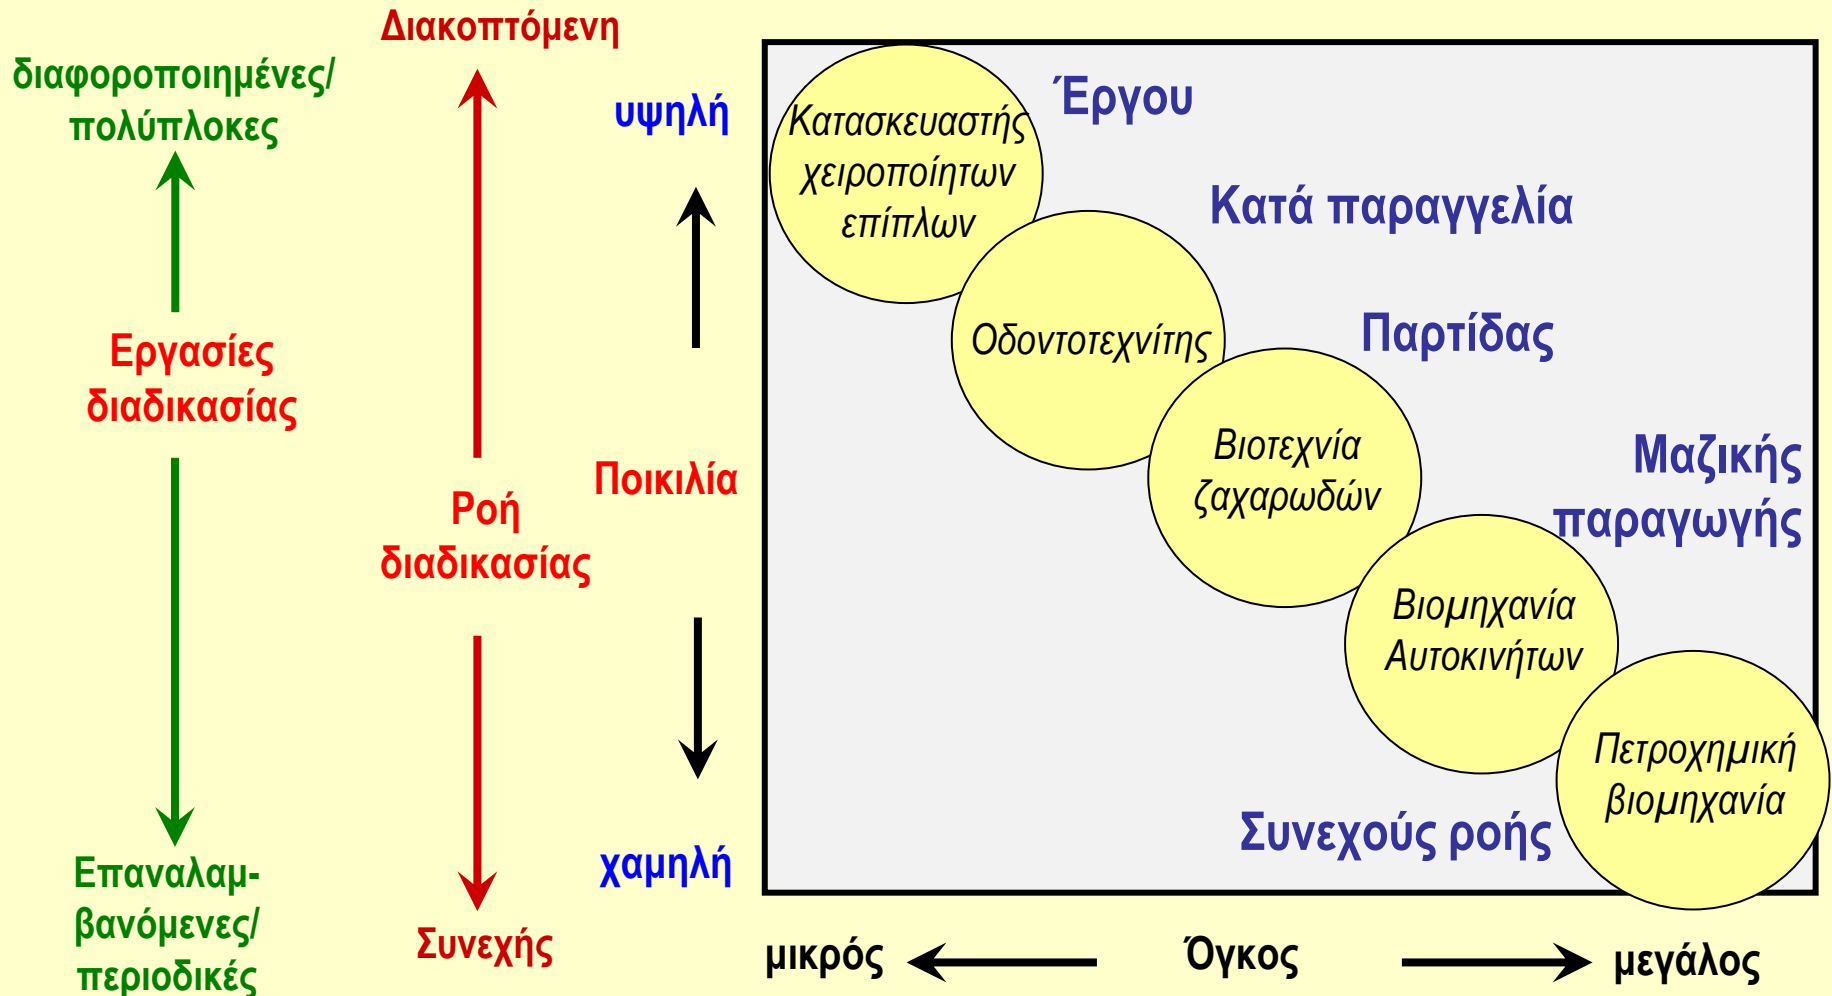 διαφοροποιημένες/
πολύπλοκες
Εργασίες
διαδικασίας
Επαναλαμ-
βανόμενες/
περιοδικές
Διακοπτόμενη
Ροή
διαδικασίας
Συνεχής
υψηλή
Ποικιλία
χαμηλή
Κατασκευαστής
χειροποίητων
επίπλων
Έργου
Οδοντοτεχνίτης
Κατά παραγγελία
Βιοτεχνία
ζαχαρωδών
Παρτίδας
Βιομηχανία
Αυτοκινήτων
Μαζικής
παραγωγής
Πετροχημική
βιομηχανία
Συνεχούς ροής
μικρός
Όγκος
μεγάλος